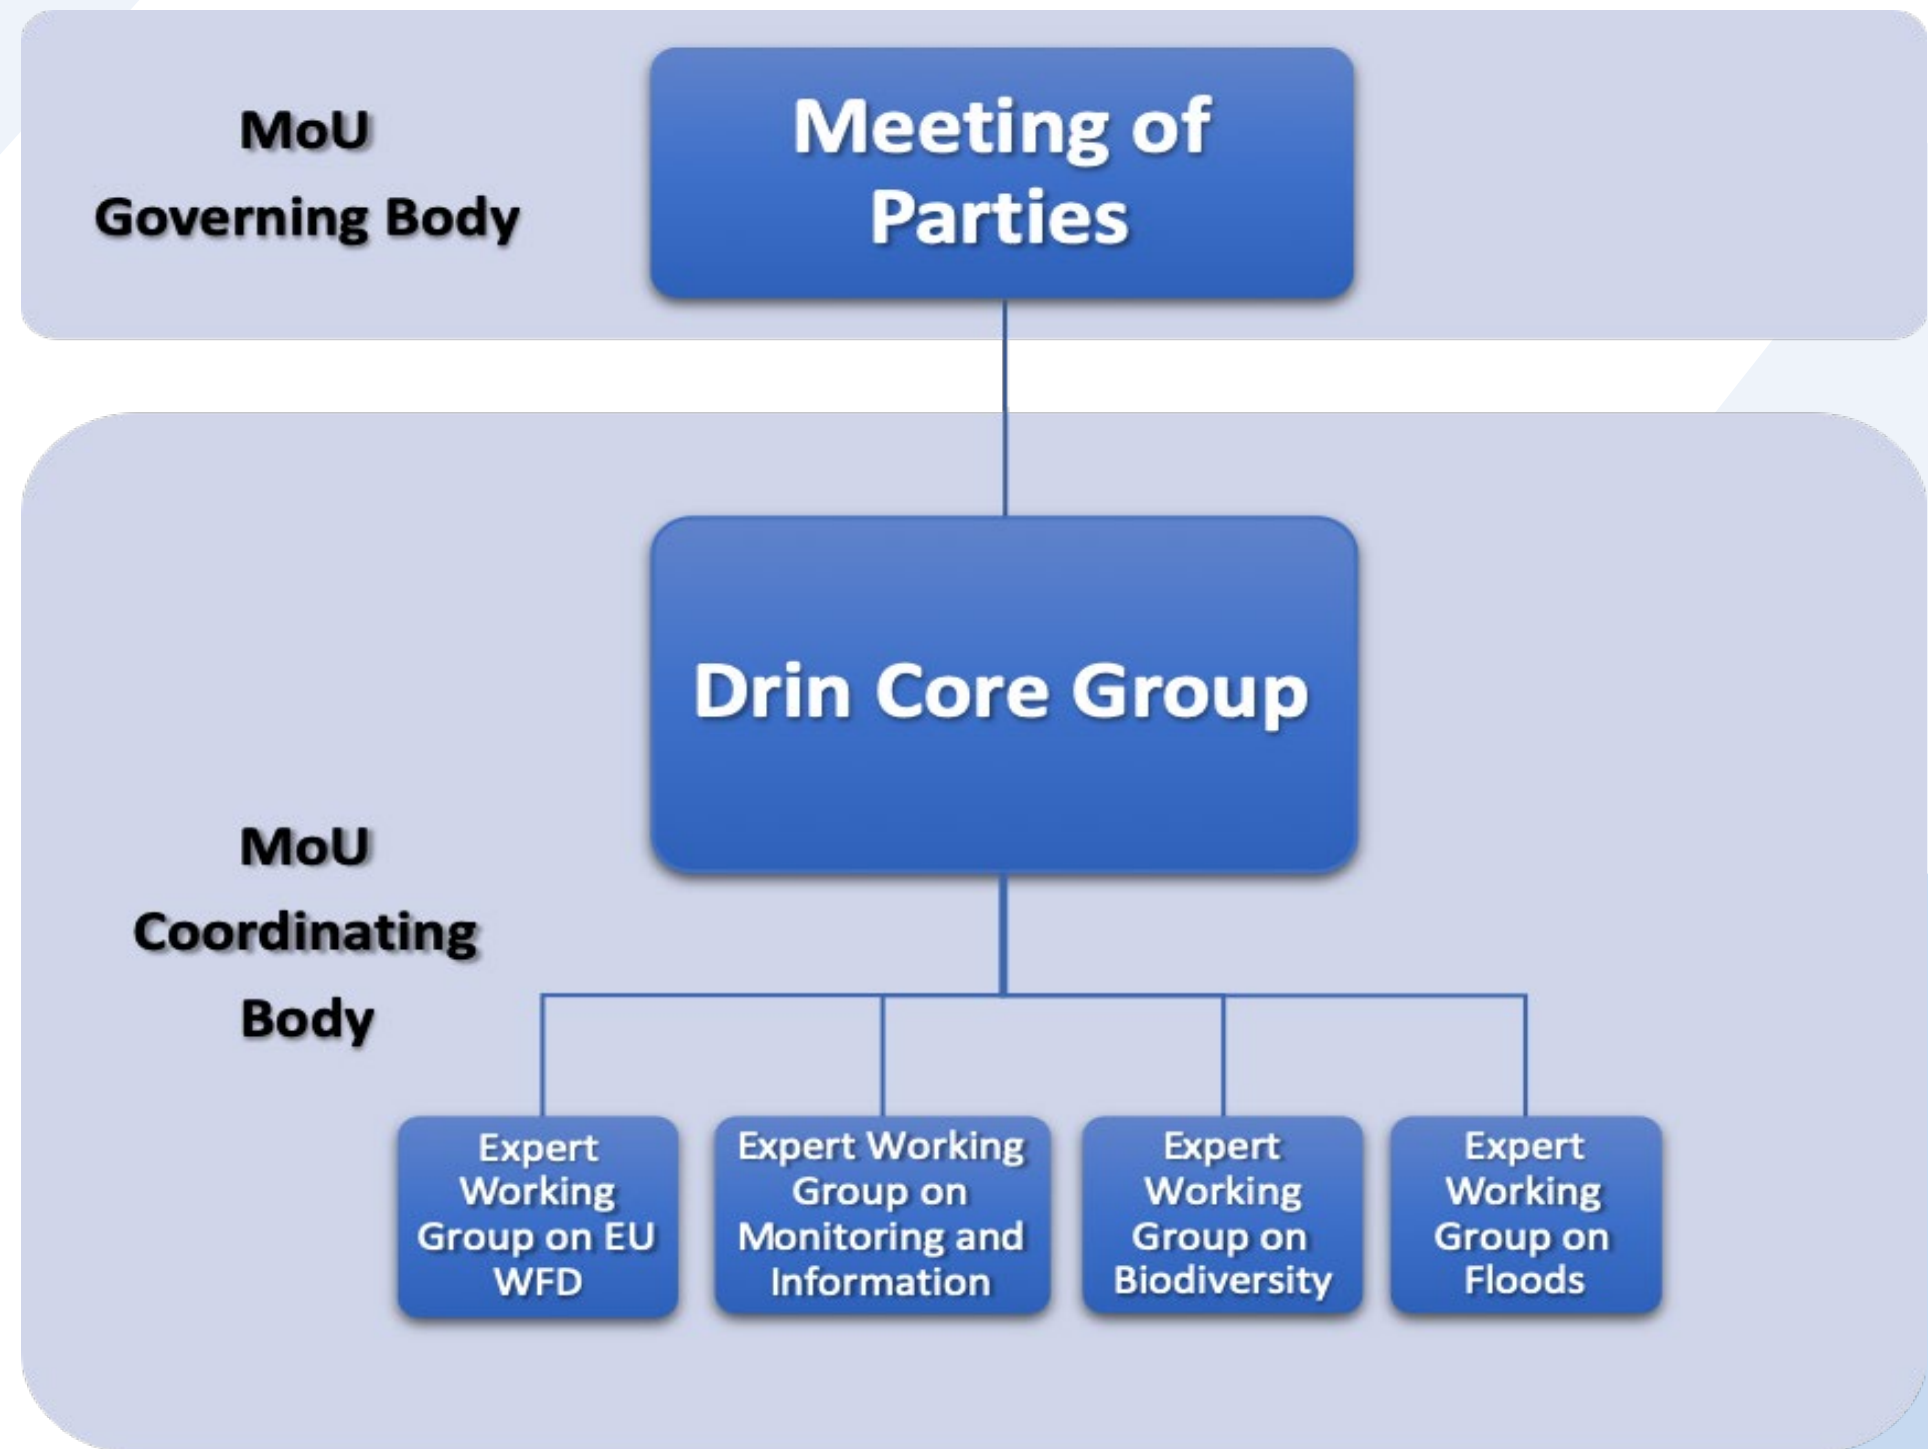 MoU
Governing Body
Meeting of
Parties
Drin Core Group
MoU
Coordinating
Body
Expert
Working
Group on EU
WFD
Expert Working
Group on
Monitoring and
Information
Expert
Working
Group on
Biodiversity
Expert
Working
Group on
Floods